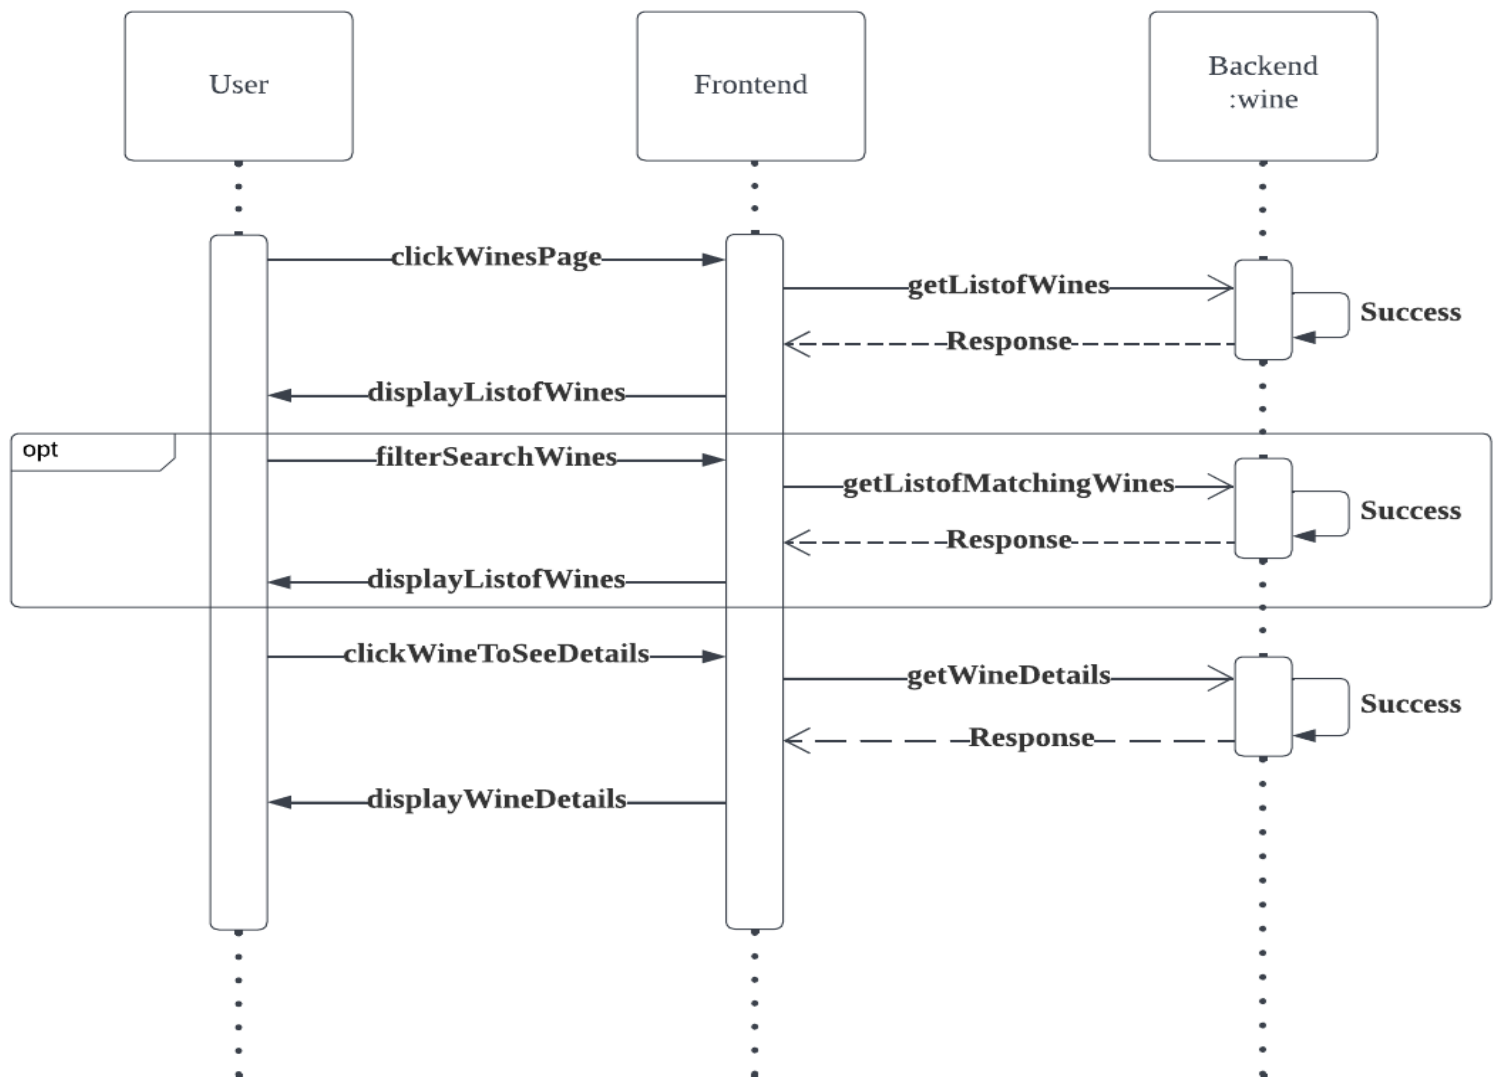 User
Frontend
Backend
:wine
clickWinesPage
getListofWines
Success
Response
displayListofWines
opt
filterSearchWines
getListofMatchingWines
Success
Response
displayListofWines
clickWineToSeeDetails
getWineDetails
Success
Response
displayWineDetails